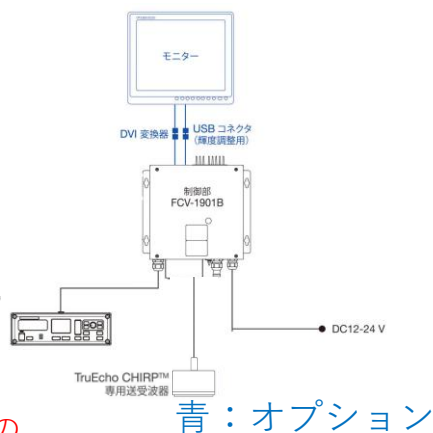 モニター
DVI 変換器
USB コネクタ
(輝度調整用)
制御部
FCV-1901B
DC12-24 V
TruEcho CHIRP™
専用送受波器
の
青：オプション